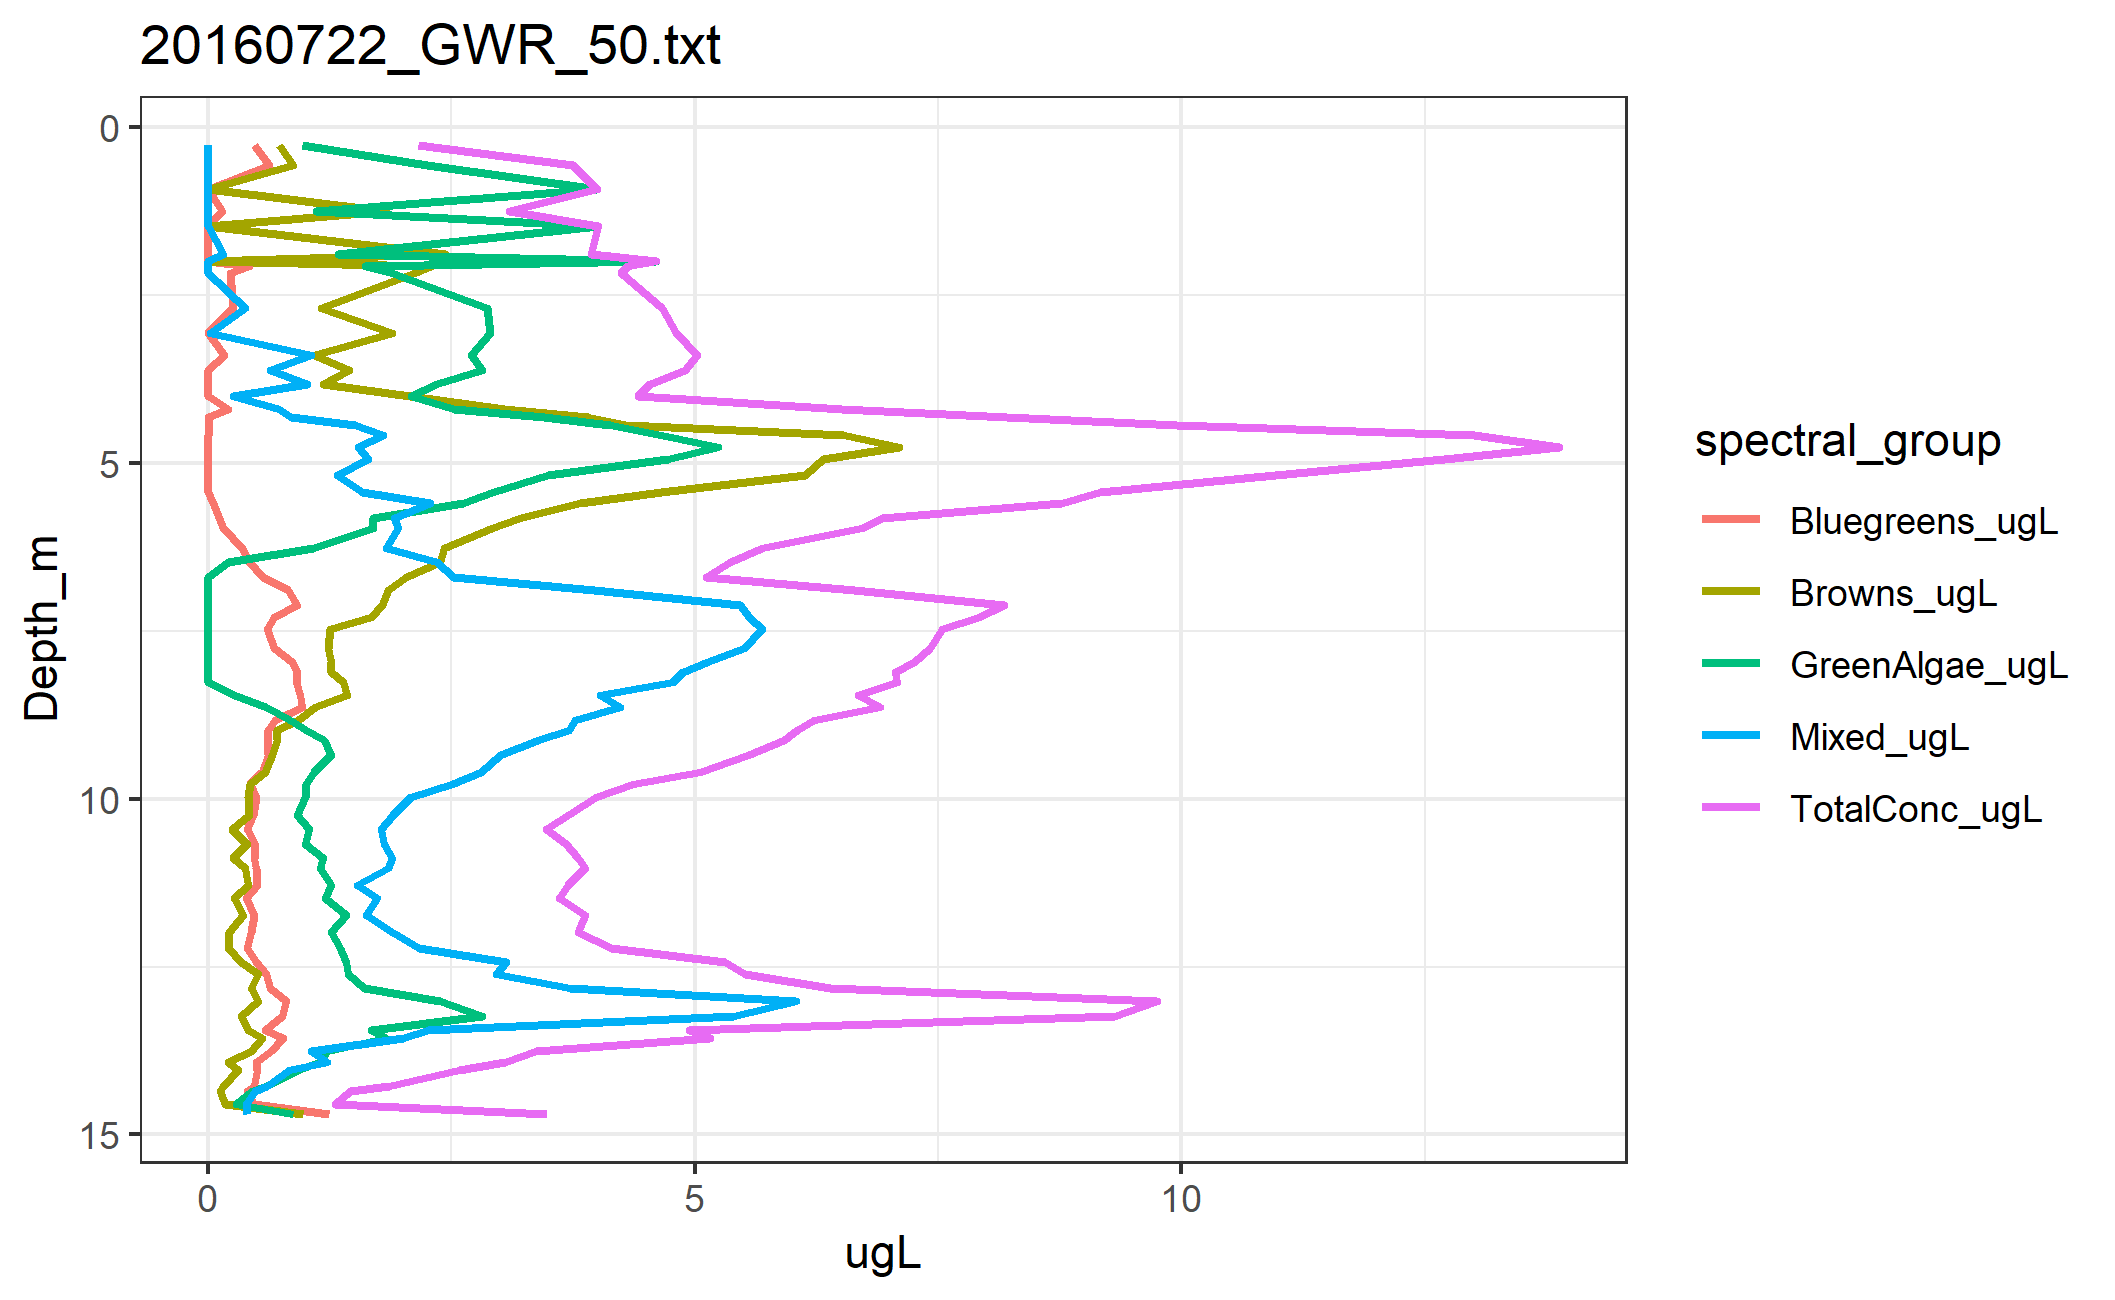 20160722_GWR_50.txt
0
5
10
15
Depth_m
0 5 10
ugL
spectral_group
Bluegreens_ugL
Browns_ugL
GreenAlgae_ugL
Mixed_ugL
TotalConc_ugL